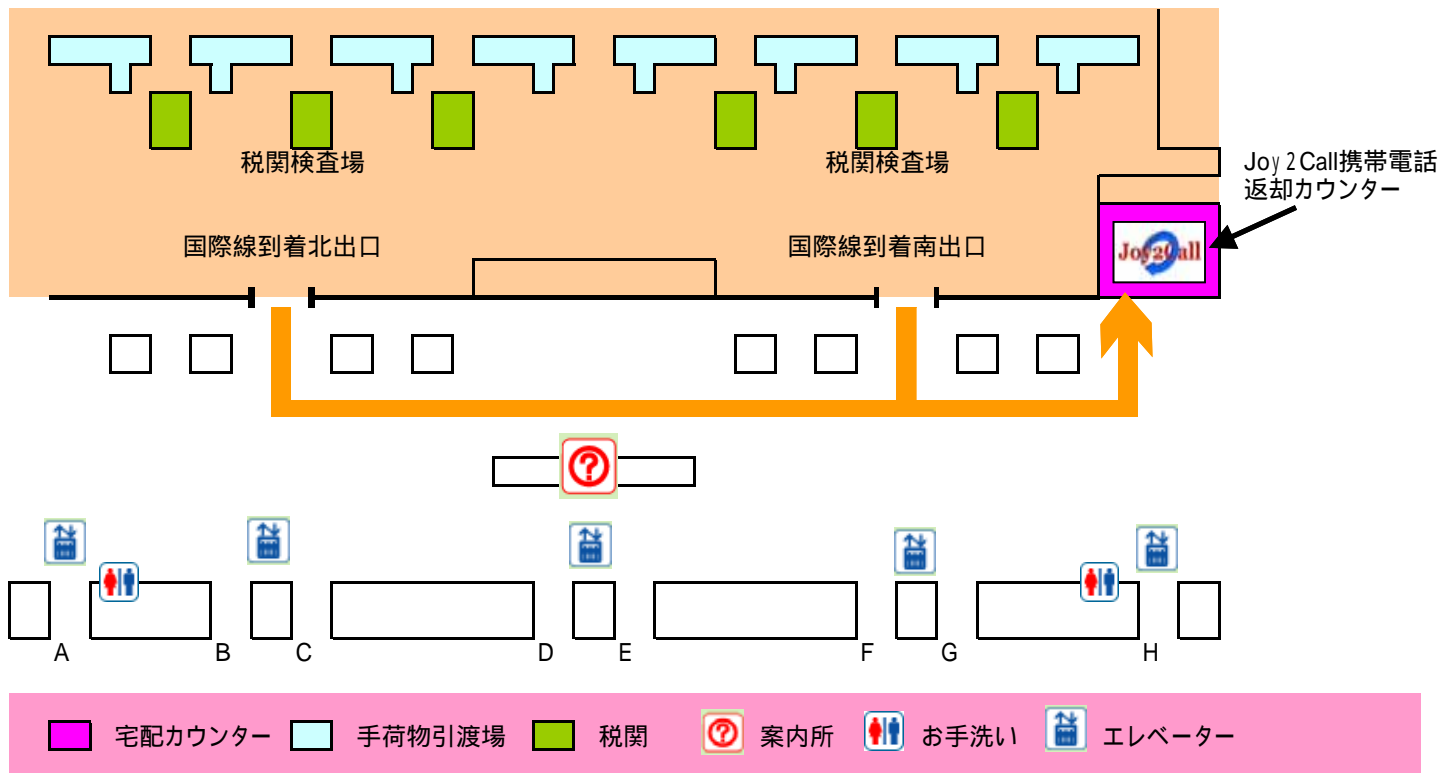 税関検査場
税関検査場
Joy2Call携帯電話
返却カウンター
国際線到着北出口
国際線到着南出口
Joy2Call
?
A
B
C
D
E
F
G
H
宅配カウンター
手荷物引渡場
税関
?
案内所
お手洗い
エレベーター